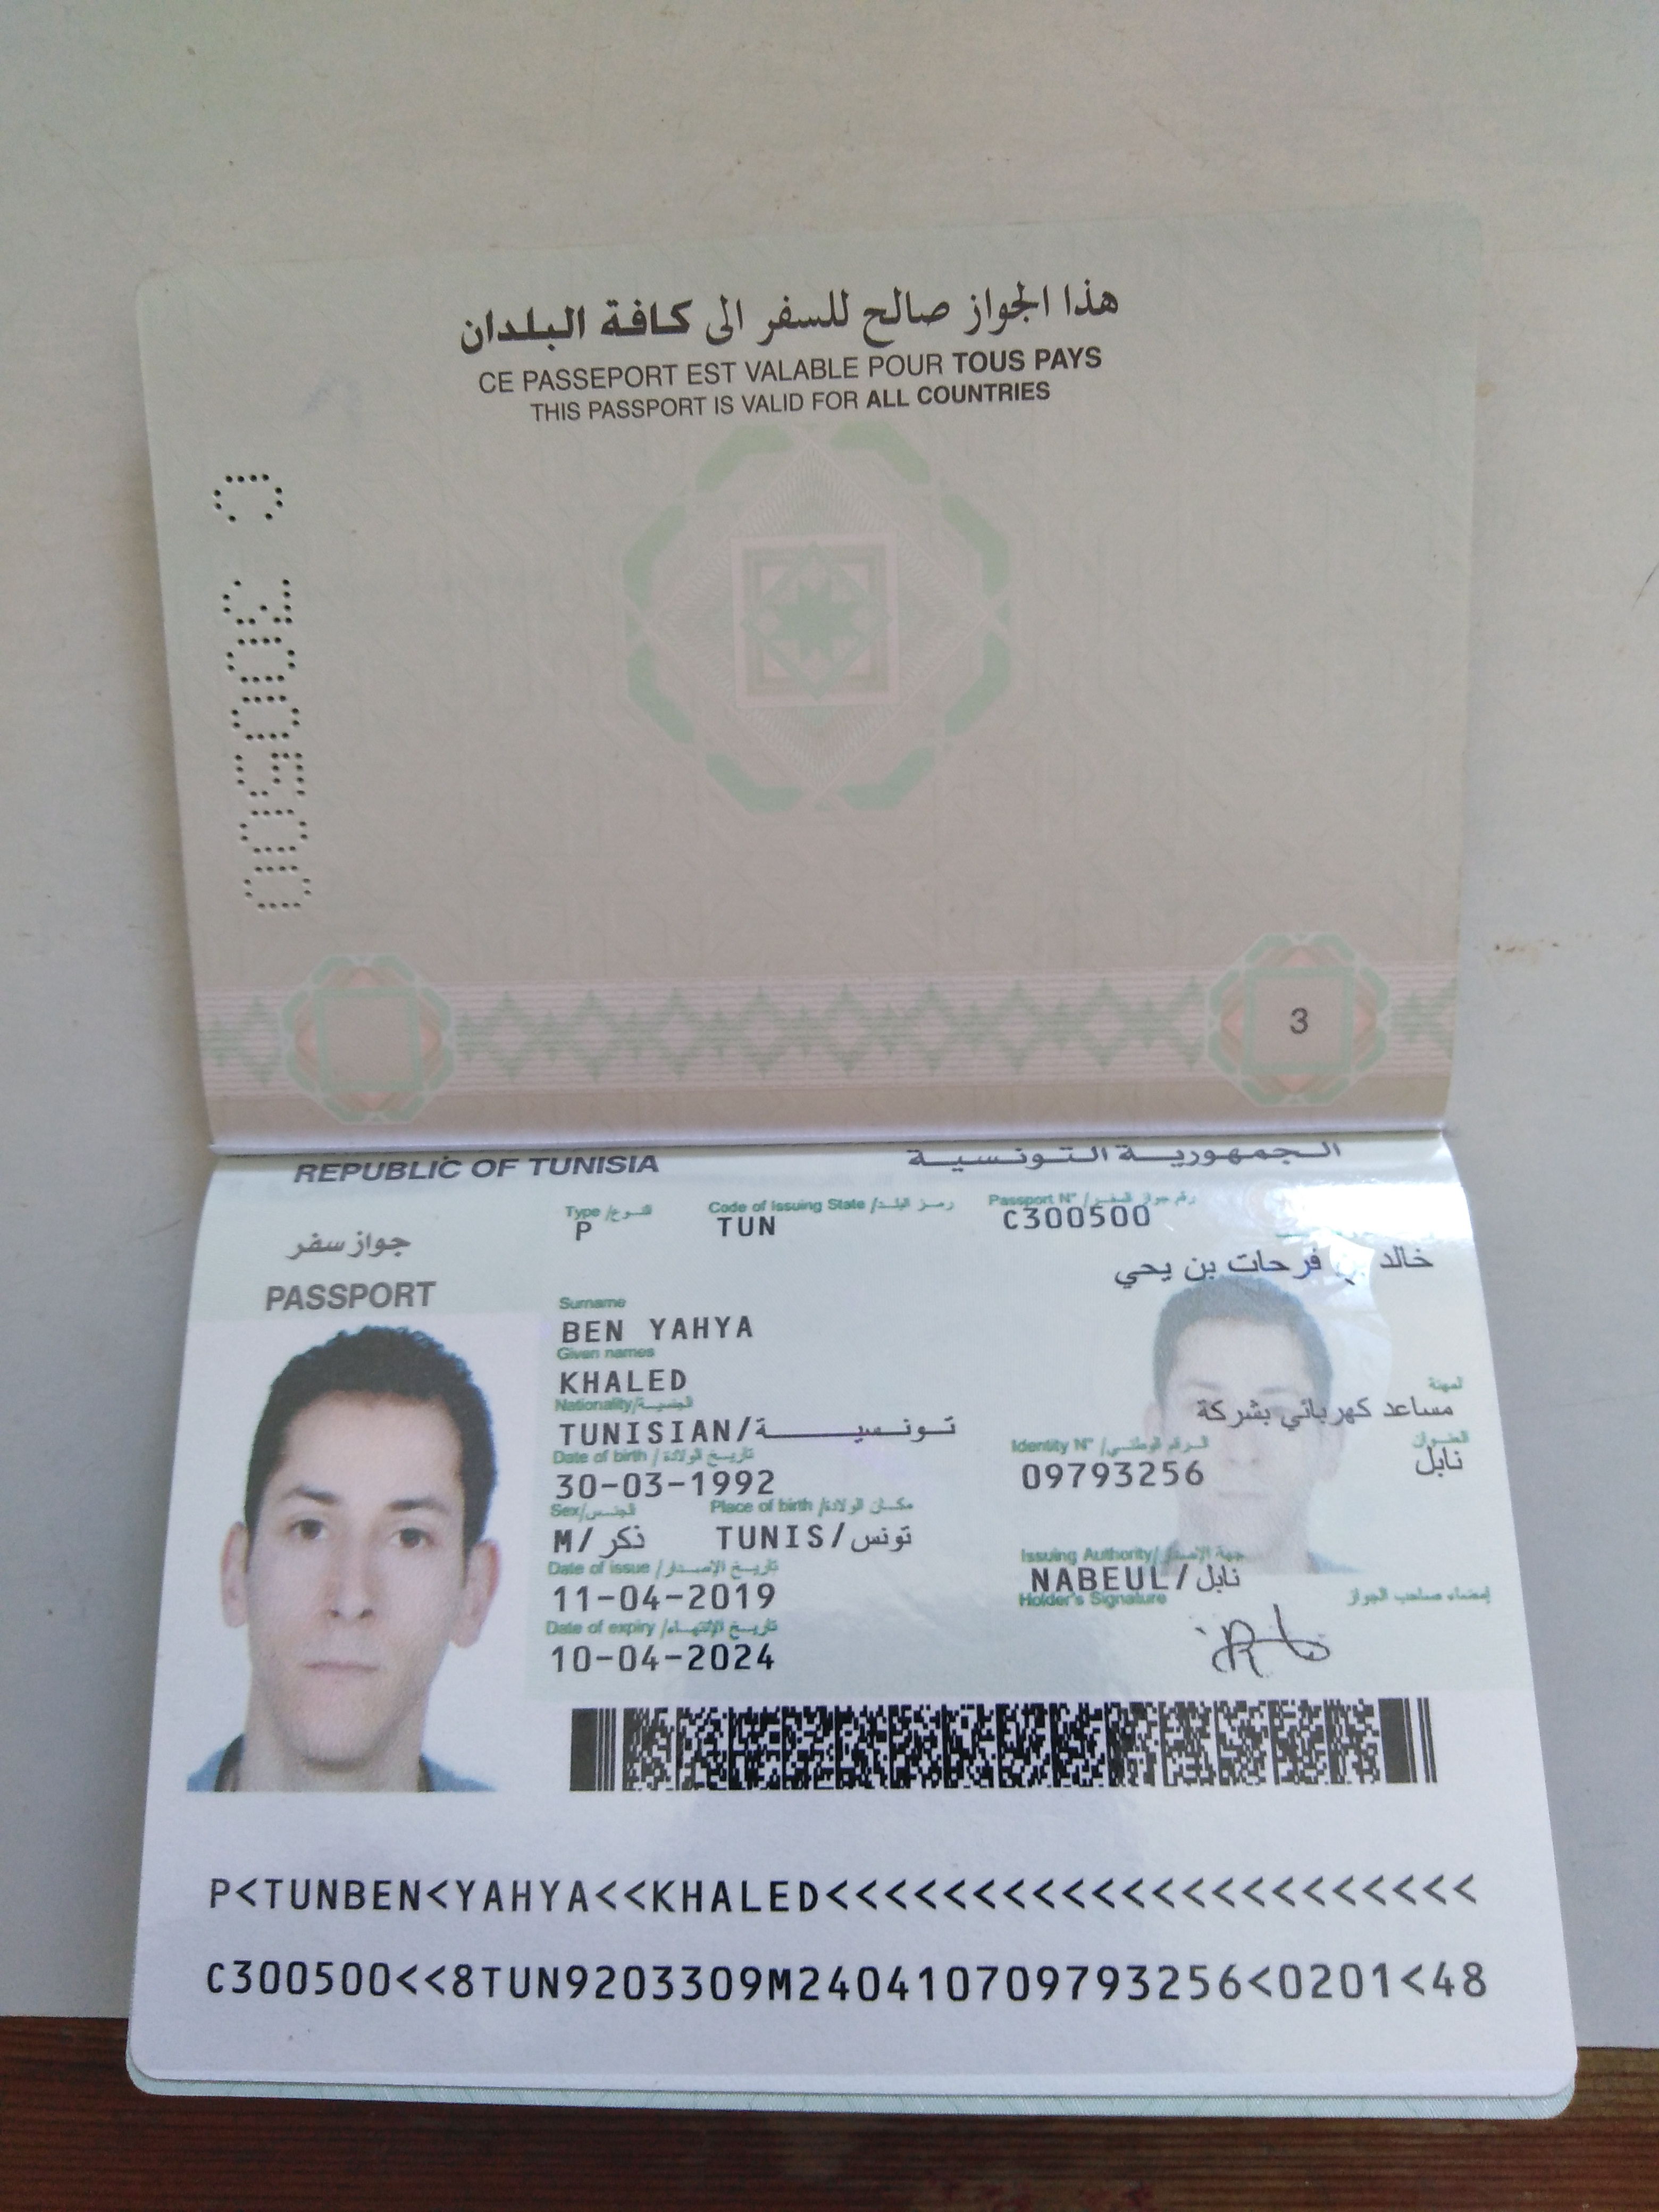 هذا الجواز صالح للسفر الى كافة البلدان
CE PASSEPORT EST VALABLE POUR TOUS PAYS
THIS PASSPORT IS VALID FOR ALL COUNTRIES
C 300500
3
REPUBLIC OF TUNISIA الجمهورية التونسية
Type/النوع Code of Issuing State/رمز البلد Passport N°/رقم جواز السفر
P TUN C300500
جواز سفر
PASSPORT
خالد بن فرحات بن يحي
Surname
BEN YAHYA
Given names
KHALED
المهنة
مساعد كهربائي بشركة
Nationality/الجنسية
TUNISIAN/تونسية
العنوان
نابل
Date of birth/تاريخ الولادة Identity N°/الرقم الوطني
30-03-1992 09793256
Sex/الجنس Place of birth/مكان الولادة
M/ذكر TUNIS/تونس
Date of issue/تاريخ الإصدار Issuing Authority/جهة الإصدار
11-04-2019 NABEUL/نابل
Holder's Signature إمضاء صاحب الجواز
Date of expiry/تاريخ الإنتهاء
10-04-2024
P<TUNBEN<YAHYA<<KHALED<<<<<<<<<<<<<<<<<<<<<<
C300500<<8TUN9203309M240410709793256<0201<48